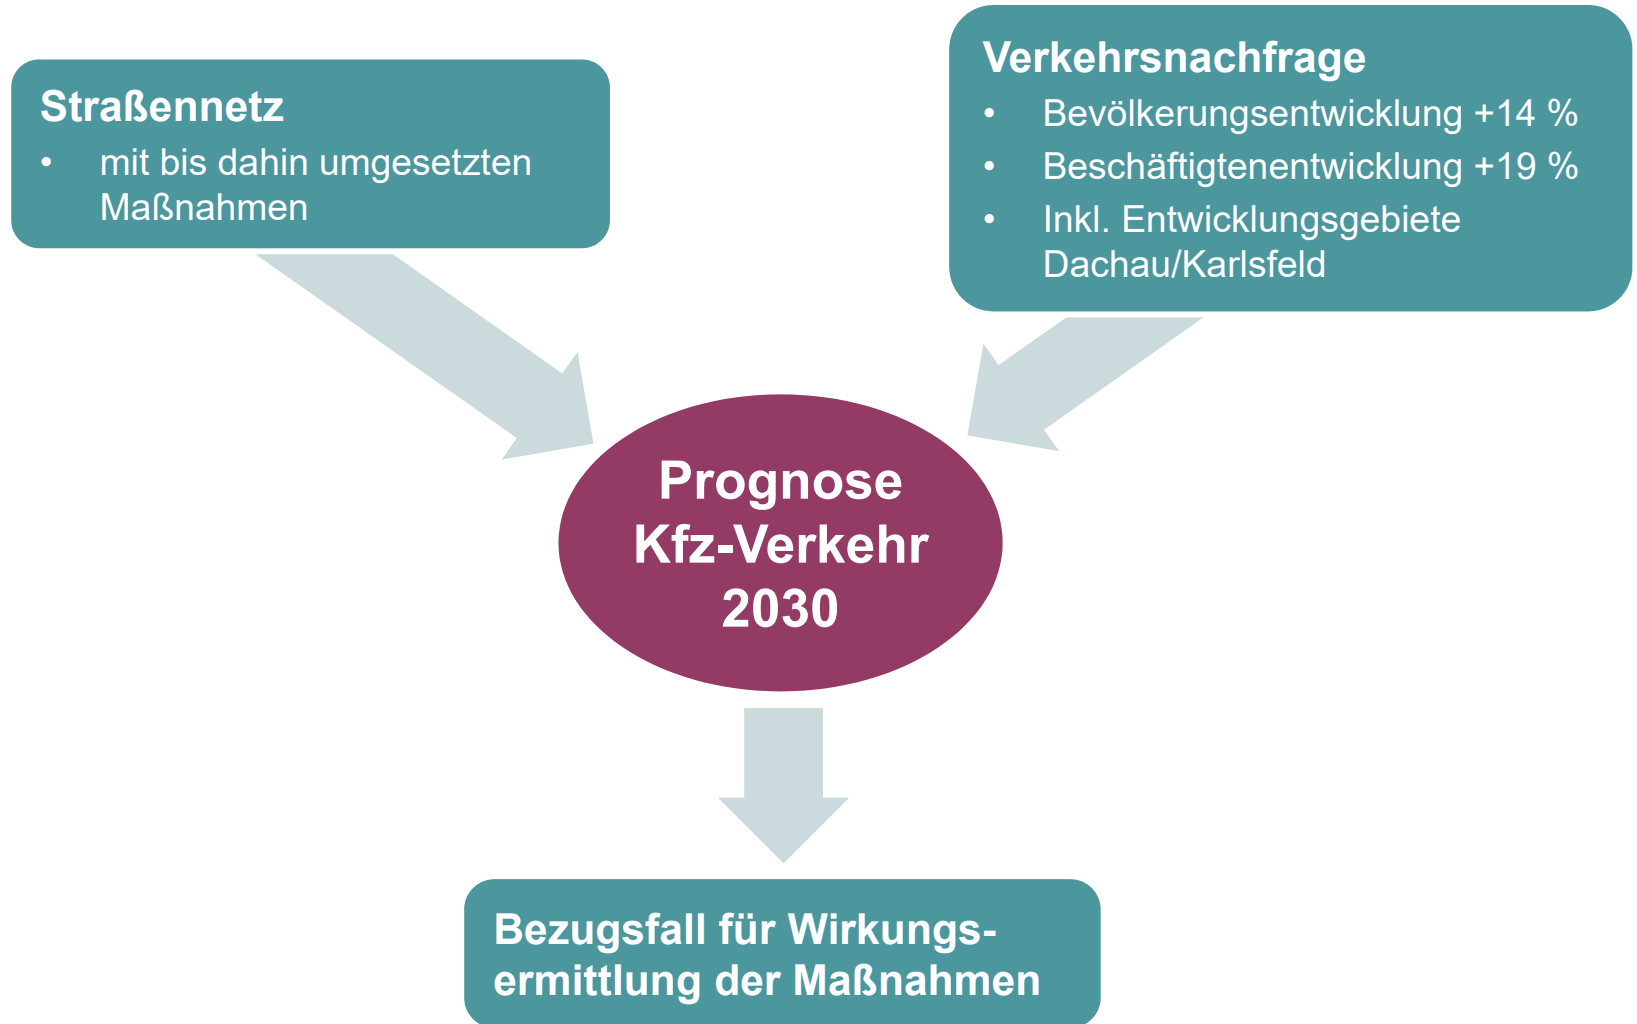 Straßennetz
• mit bis dahin umgesetzten
Maßnahmen
Verkehrsnachfrage
• Bevölkerungsentwicklung +14 %
• Beschäftigtenentwicklung +19 %
• Inkl. Entwicklungsgebiete
Dachau/Karlsfeld
Prognose
Kfz-Verkehr
2030
Bezugsfall für Wirkungs-
ermittlung der Maßnahmen